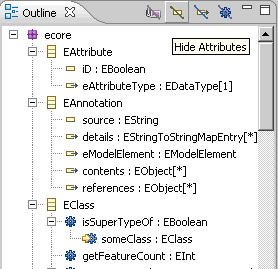 Outline
Hide Attributes
ecore
EAttribute
iD : EBoolean
eAttributeType : EDataType[1]
EAnnotation
source : EString
details : EStringToStringMapEntry[*]
eModelElement : EModelElement
contents : EObject[*]
references : EObject[*]
EClass
isSuperTypeOf : EBoolean
someClass : EClass
getFeatureCount : EInt